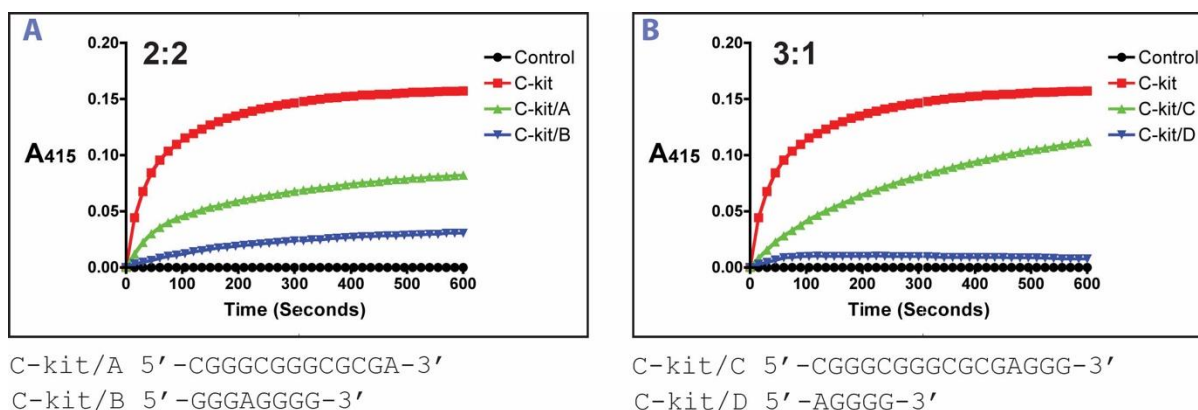 A
2:2
0.20
0.15
0.10
0.05
0.00
A415
0 100 200 300 400 500 600
Time (Seconds)
Control
C-kit
C-kit/A
C-kit/B
C-kit/A 5’-CGGGCGGGCGCGA-3’
C-kit/B 5’-GGGAGGGG-3’
B
3:1
0.20
0.15
0.10
0.05
0.00
A415
0 100 200 300 400 500 600
Time (Seconds)
Control
C-kit
C-kit/C
C-kit/D
C-kit/C 5’-CGGGCGGGCGCGAGGG-3’
C-kit/D 5’-AGGGG-3’